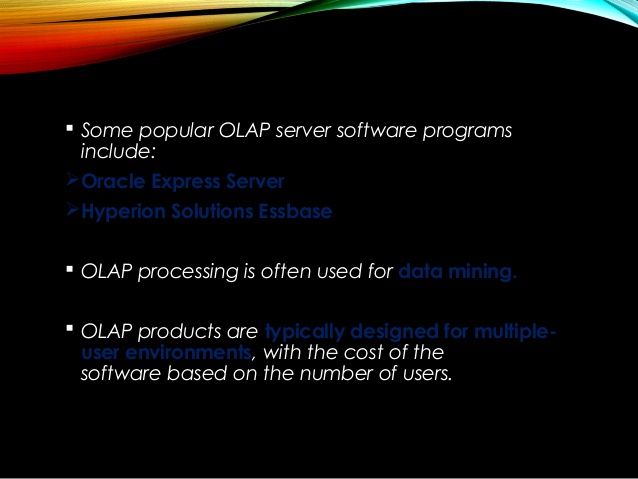 ▪ Some popular OLAP server software programs
include:
➢Oracle Express Server
➢Hyperion Solutions Essbase
▪ OLAP processing is often used for data mining.
▪ OLAP products are typically designed for multiple-
user environments, with the cost of the
software based on the number of users.